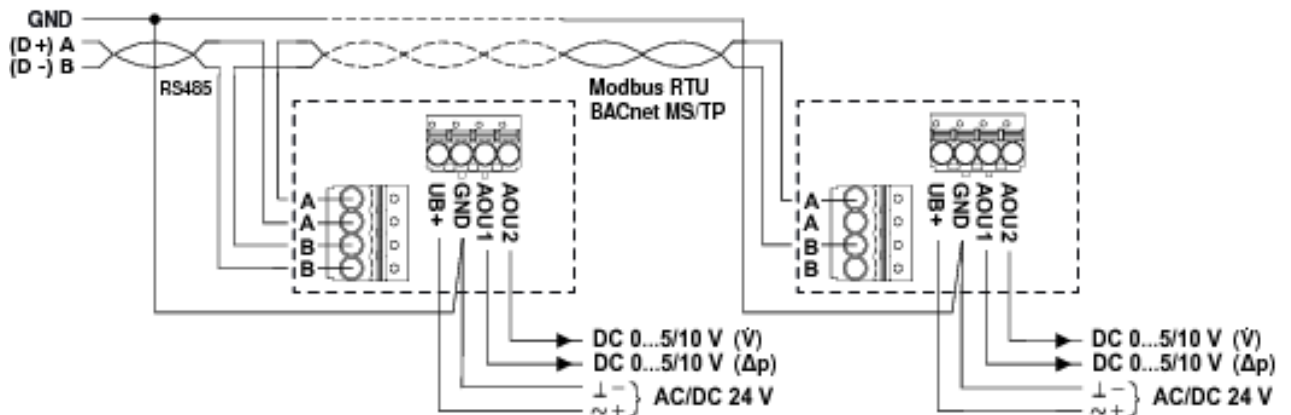 GND
(D+) A
(D -) B
RS485
Modbus RTU
BACnet MS/TP
A
A
B
B
UB+
GND
AOU1
AOU2
DC 0...5/10 V (V̇)
DC 0...5/10 V (Δp)
⊥ −
≂ +
} AC/DC 24 V
A
A
B
B
UB+
GND
AOU1
AOU2
DC 0...5/10 V (V̇)
DC 0...5/10 V (Δp)
⊥ −
≂ +
} AC/DC 24 V